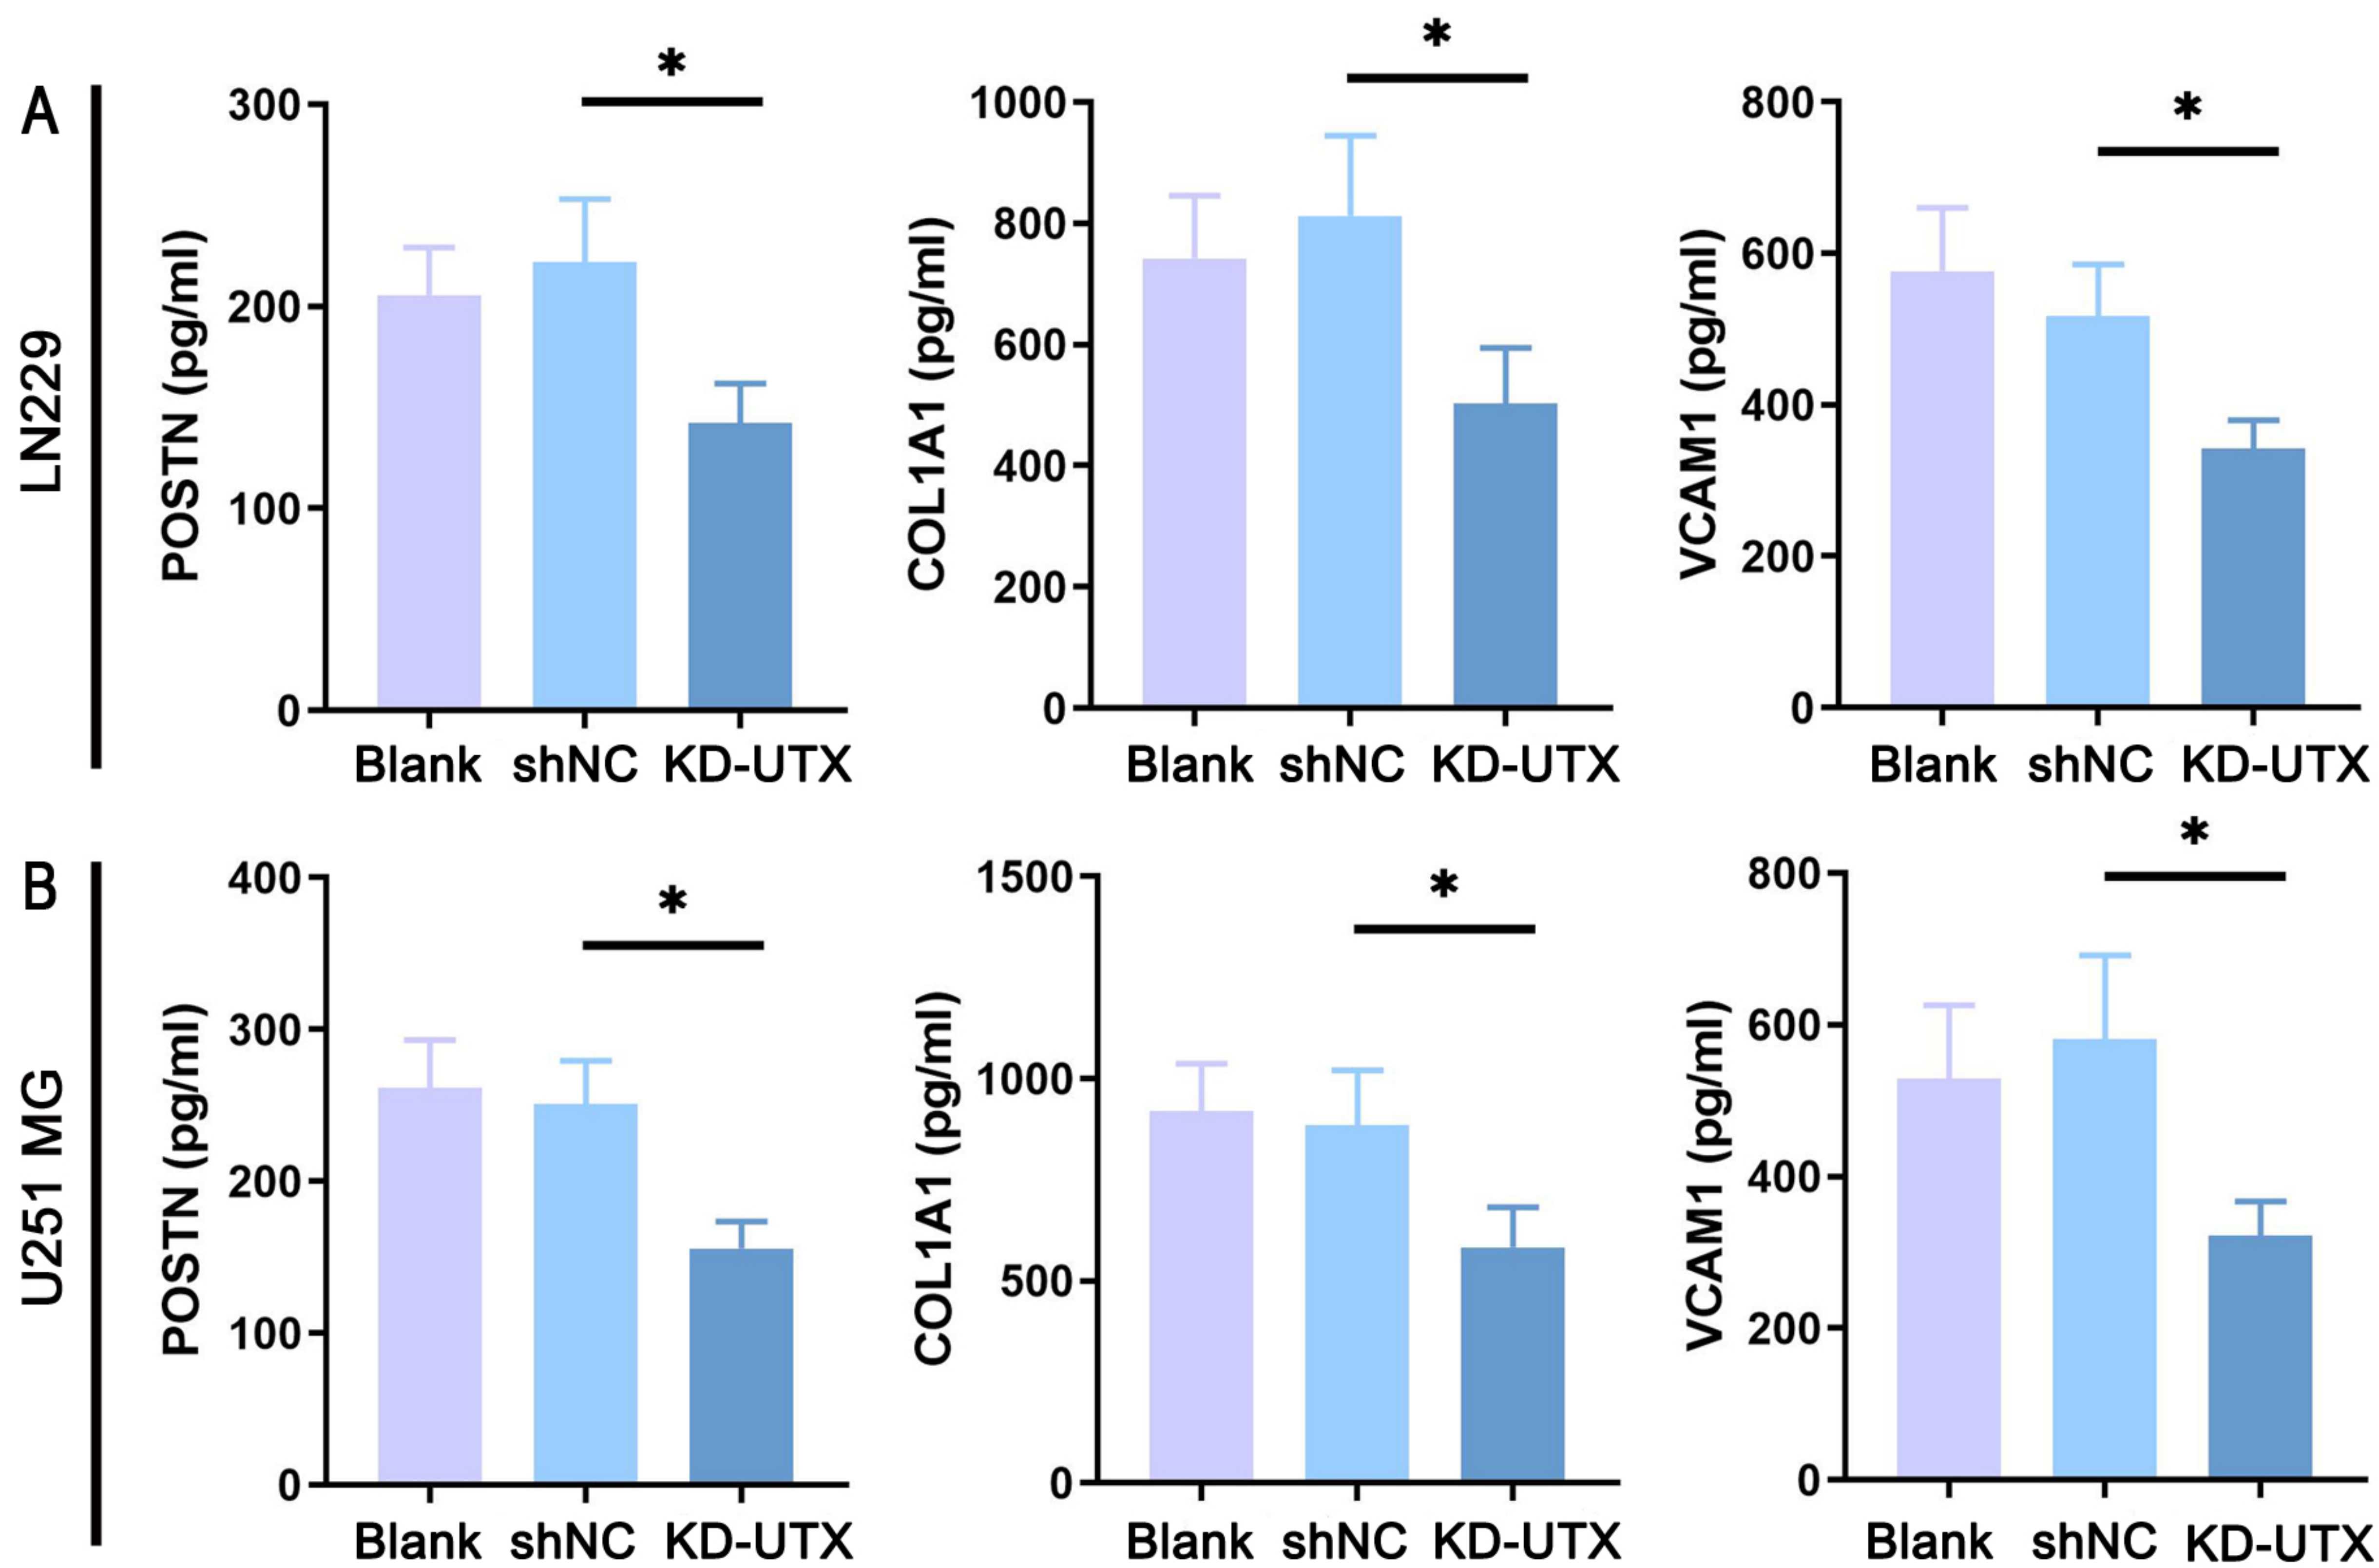 A
LN229
*
POSTN (pg/ml)
300
200
100
0
Blank shNC KD-UTX
*
COL1A1 (pg/ml)
1000
800
600
400
200
0
Blank shNC KD-UTX
*
VCAM1 (pg/ml)
800
600
400
200
0
Blank shNC KD-UTX
B
U251 MG
*
POSTN (pg/ml)
400
300
200
100
0
Blank shNC KD-UTX
*
COL1A1 (pg/ml)
1500
1000
500
0
Blank shNC KD-UTX
*
VCAM1 (pg/ml)
800
600
400
200
0
Blank shNC KD-UTX